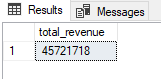 Results Messages
total_revenue
1 45721718